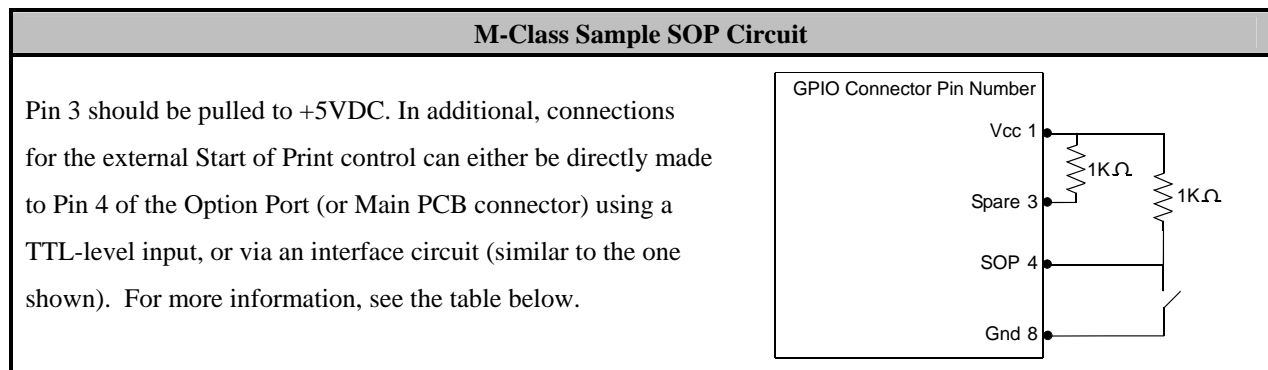 M-Class Sample SOP Circuit
Pin 3 should be pulled to +5VDC. In additional, connections
for the external Start of Print control can either be directly made
to Pin 4 of the Option Port (or Main PCB connector) using a
TTL-level input, or via an interface circuit (similar to the one
shown). For more information, see the table below.
GPIO Connector Pin Number
Vcc 1
1K Ω
Spare 3
1K Ω
SOP 4
Gnd 8